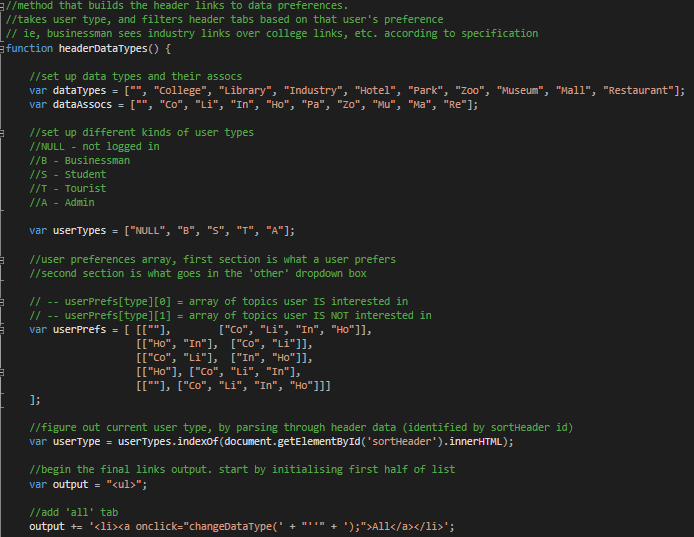 //method that builds the header links to data preferences.
//takes user type, and filters header tabs based on that user's preference
// ie, businessman sees industry links over college links, etc. according to specification
function headerDataTypes() {
//set up data types and their assocs
var dataTypes = ["", "College", "Library", "Industry", "Hotel", "Park", "Zoo", "Museum", "Mall", "Restaurant"];
var dataAssocs = ["", "Co", "Li", "In", "Ho", "Pa", "Zo", "Mu", "Ma", "Re"];
//set up different kinds of user types
//NULL - not logged in
//B - Businessman
//S - Student
//T - Tourist
//A - Admin
var userTypes = ["NULL", "B", "S", "T", "A"];
//user preferences array, first section is what a user prefers
//second section is what goes in the 'other' dropdown box
// -- userPrefs[type][0] = array of topics user IS interested in
// -- userPrefs[type][1] = array of topics user IS NOT interested in
var userPrefs = [ [[""], ["Co", "Li", "In", "Ho"]],
[["Ho", "In"], ["Co", "Li"]],
[["Co", "Li"], ["In", "Ho"]],
[["Ho"], ["Co", "Li", "In"],
[[""], ["Co", "Li", "In", "Ho"]]]
];
//figure out current user type, by parsing through header data (identified by sortHeader id)
var userType = userTypes.indexOf(document.getElementById('sortHeader').innerHTML);
//begin the final links output. start by initialising first half of list
var output = "<ul>";
//add 'all' tab
output += '<li><a onclick="changeDataType(' + "''" + ');">All</a></li>';